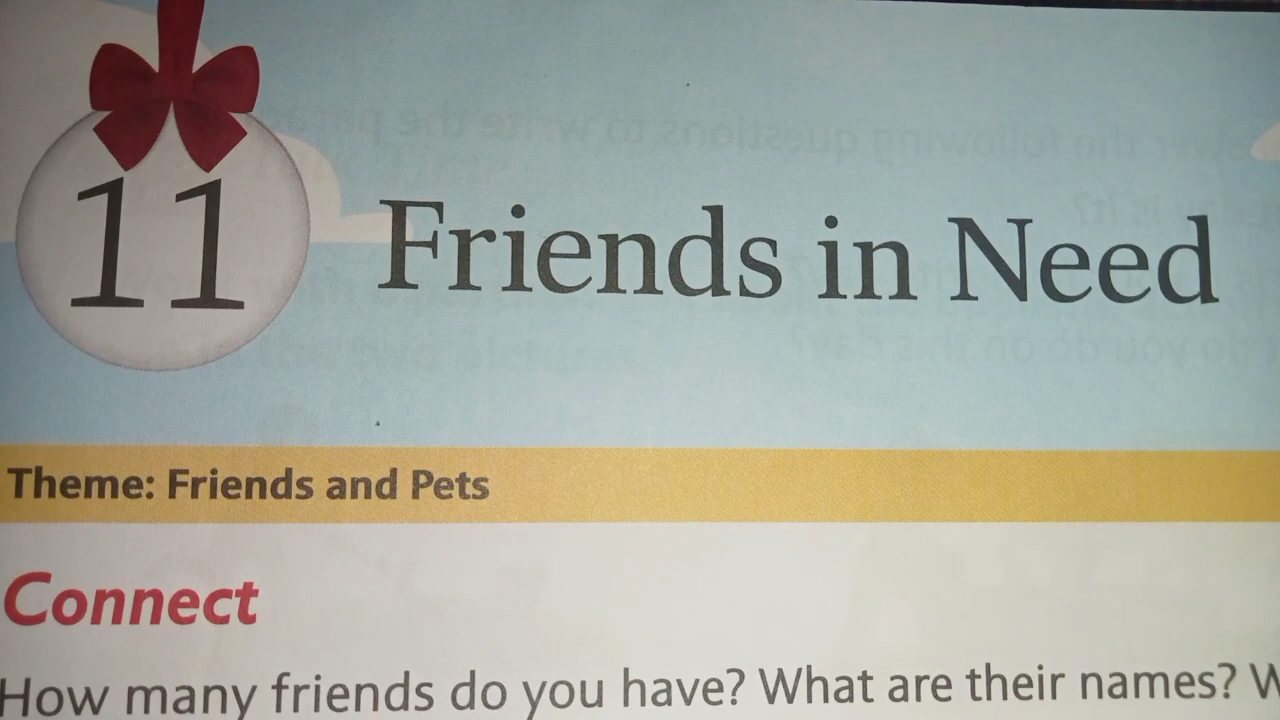 11 Friends in Need
Theme: Friends and Pets
Connect
How many friends do you have? What are their names?